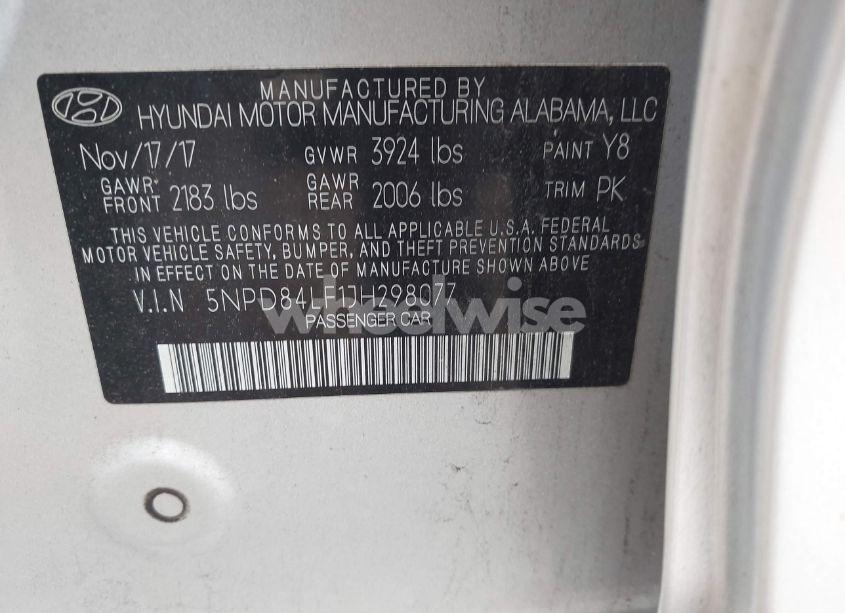 MANUFACTURED BY
HYUNDAI MOTOR MANUFACTURING ALABAMA, LLC
Nov/17/17 GVWR 3924 lbs PAINT Y8
GAWR FRONT 2183 lbs GAWR REAR 2006 lbs TRIM PK
THIS VEHICLE CONFORMS TO ALL APPLICABLE U.S.A. FEDERAL
MOTOR VEHICLE SAFETY, BUMPER, AND THEFT PREVENTION STANDARDS
IN EFFECT ON THE DATE OF MANUFACTURE SHOWN ABOVE
V.I.N 5NPD84LF1JH298077
wheelwise
PASSENGER CAR